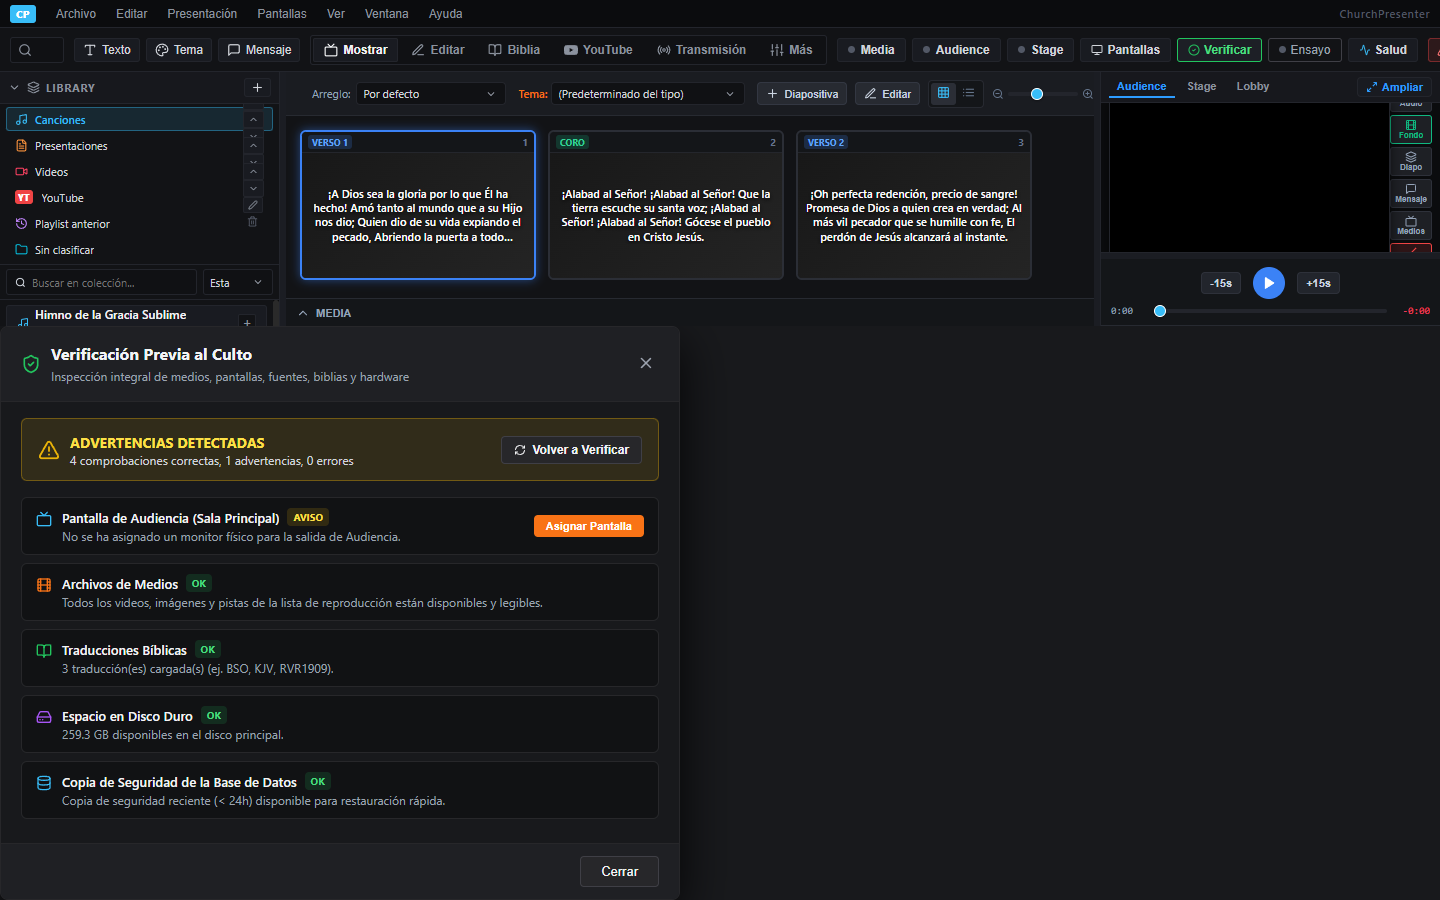 CP Archivo Editar Presentación Pantallas Ver Ventana Ayuda ChurchPresenter
Texto Tema Mensaje Mostrar Editar Biblia YouTube Transmisión Más Media Audience Stage Pantallas Verificar Ensayo Salud
LIBRARY
Canciones
Presentaciones
Videos
YT YouTube
Playlist anterior
Sin clasificar
Buscar en colección...
Esta
Himno de la Gracia Sublime
Arreglo: Por defecto
Tema: (Predeterminado del tipo)
Diapositiva
Editar
VERSO 1 1
¡A Dios sea la gloria por lo que Él ha
hecho! Amó tanto al mundo que a su Hijo
nos dio; Quien dio de su vida expiando el
pecado, Abriendo la puerta a todo...
CORO 2
¡Alabad al Señor! ¡Alabad al Señor! Que la
tierra escuche su santa voz; ¡Alabad al
Señor! ¡Alabad al Señor! Gócese el pueblo
en Cristo Jesús.
VERSO 2 3
¡Oh perfecta redención, precio de sangre!
Promesa de Dios a quien crea en verdad; Al
más vil pecador que se humille con fe, El
perdón de Jesús alcanzará al instante.
MEDIA
Audience Stage Lobby Ampliar
Audio
Fondo
Diapo
Mensaje
Medios
-15s
+15s
0:00
-0:00
Verificación Previa al Culto
Inspección integral de medios, pantallas, fuentes, biblias y hardware
ADVERTENCIAS DETECTADAS
4 comprobaciones correctas, 1 advertencias, 0 errores
Volver a Verificar
Pantalla de Audiencia (Sala Principal) AVISO
No se ha asignado un monitor físico para la salida de Audiencia.
Asignar Pantalla
Archivos de Medios OK
Todos los videos, imágenes y pistas de la lista de reproducción están disponibles y legibles.
Traducciones Bíblicas OK
3 traducción(es) cargada(s) (ej. BSO, KJV, RVR1909).
Espacio en Disco Duro OK
259.3 GB disponibles en el disco principal.
Copia de Seguridad de la Base de Datos OK
Copia de seguridad reciente (< 24h) disponible para restauración rápida.
Cerrar